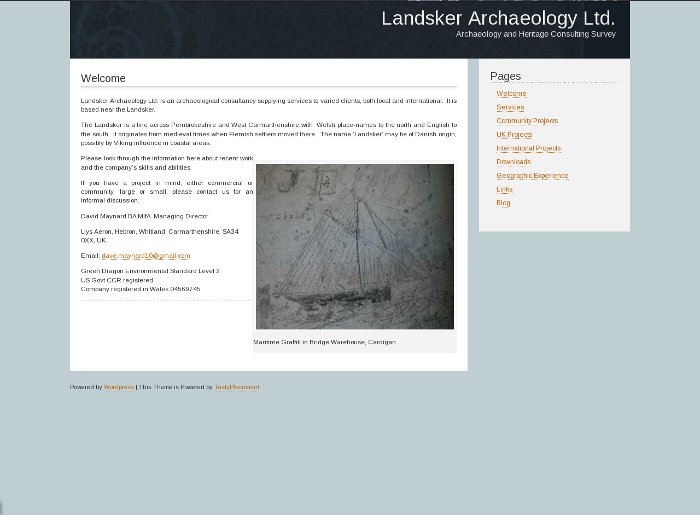 Landsker Archaeology Ltd.
Archaeology and Heritage Consulting Survey
Welcome
Landsker Archaeology Ltd. is an archaeological consultancy supplying services to varied clients, both local and international. It is
based near the Landsker.
The Landsker is a line across Pembrokeshire and West Carmarthenshire with Welsh place-names to the north and English to
the south. It originates from medieval times when Flemish settlers moved there. The name 'Landsker' may be of Danish origin,
possibly by Viking influence in coastal areas.
Please look through the information here about recent work
and the company's skills and abilities.
If you have a project in mind, either commercial or
community, large or small, please contact us for an
informal discussion.
David Maynard BA MIfA Managing Director
Llys Aeron, Hebron, Whitland, Carmarthenshire, SA34
0XX, UK.
Email: dave.maynard10@gmail.com
Green Dragon Environmental Standard Level 2
US Govt CCR registered
Company registered in Wales 04569745
J E
Maritime Graffiti in Bridge Warehouse, Cardigan
Pages
Welcome
Services
Community Projects
UK Projects
International Projects
Downloads
Geographic Experience
Links
Blog
Powered by Wordpress | This Theme is Powered by TastyPlacement